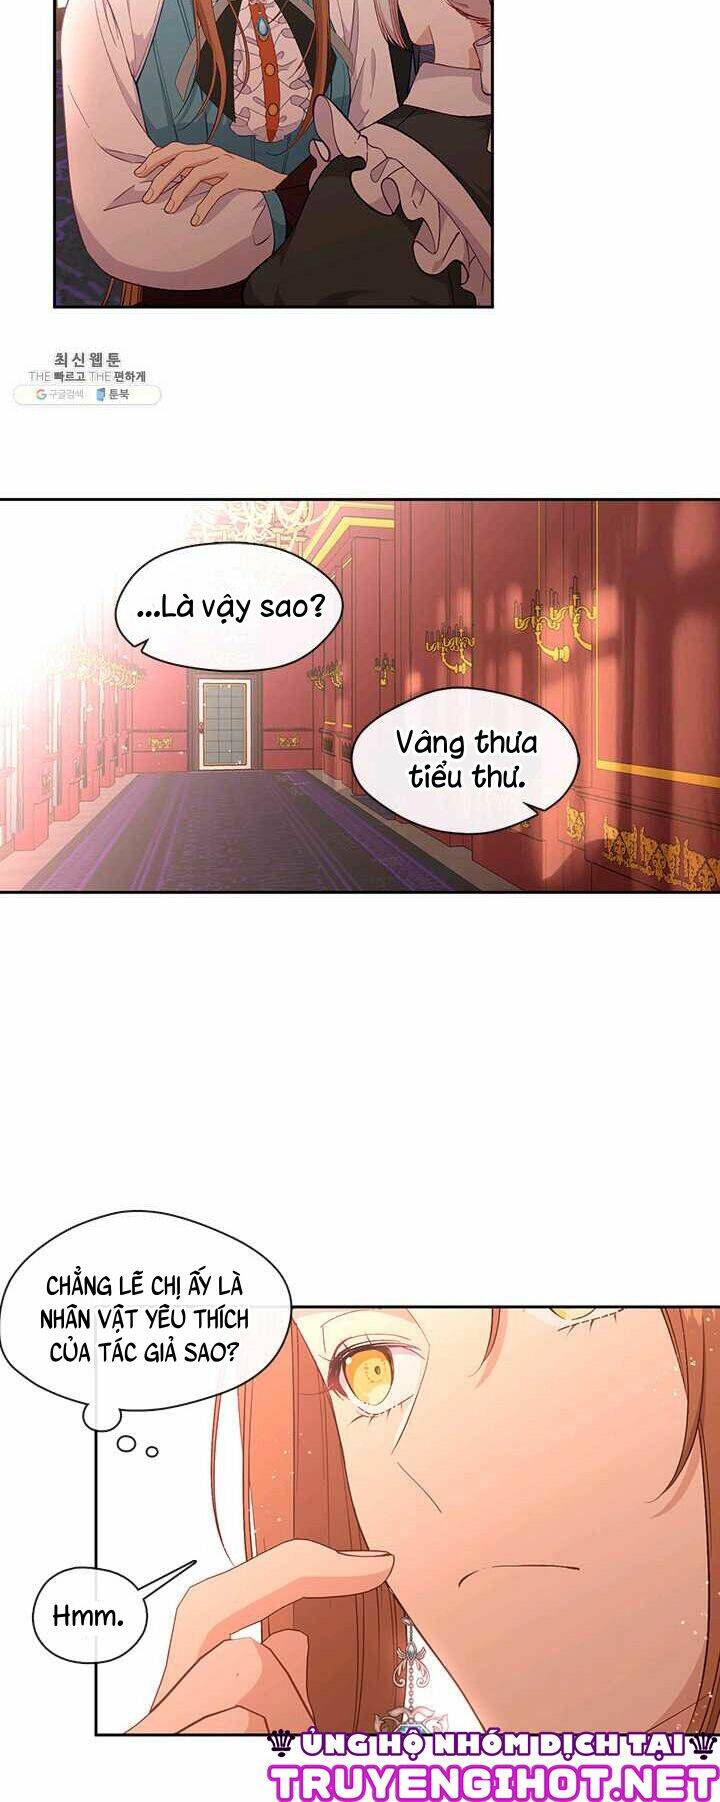 최신웹툰
THE 빠르고 THE 편하게
구글검색 툰북
...Là vậy sao?
Vâng thưa
tiểu thư.
CHẲNG LẼ CHỊ ẤY LÀ
NHÂN VẬT YÊU THÍCH
CỦA TÁC GIẢ SAO?
Hmm.
ỦNG HỘ NHÓM DỊCH TẠI
TRUYENGIHOT.NET